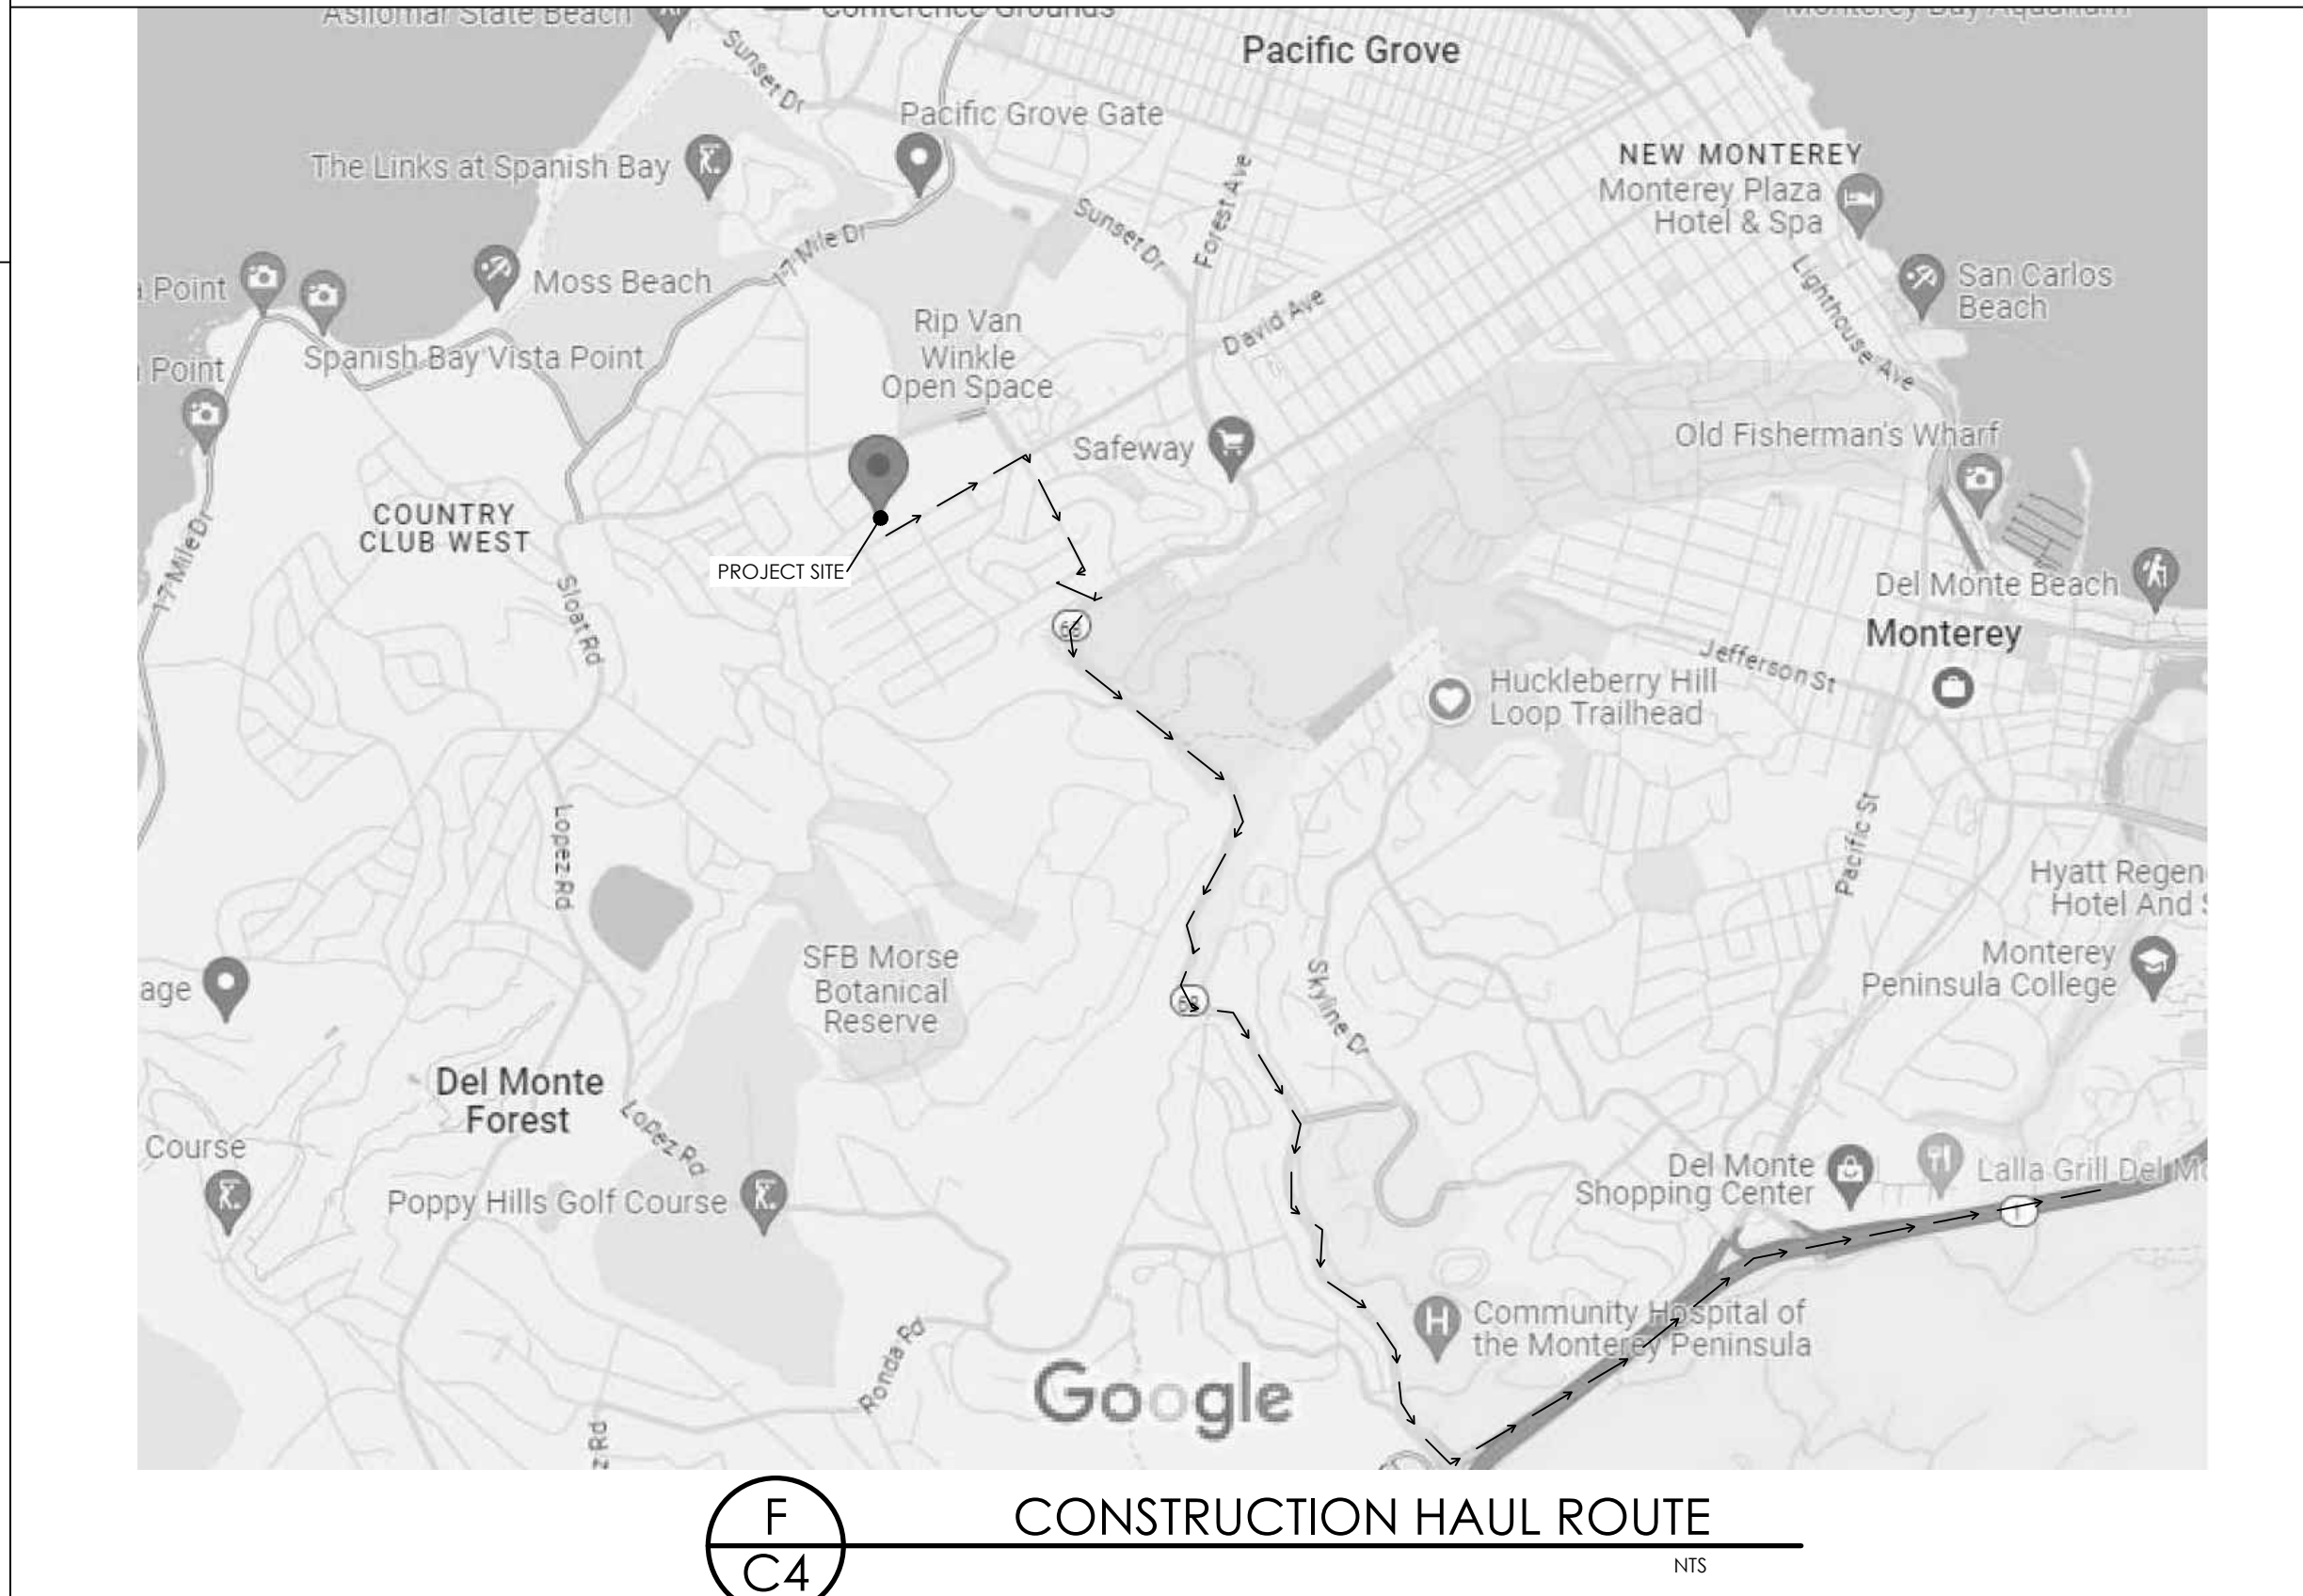 Asilomar State Beach
Conference Grounds
Monterey Bay Aquarium
Pacific Grove
Sunset Dr
Pacific Grove Gate
The Links at Spanish Bay
NEW MONTEREY
Monterey Plaza
Hotel & Spa
Forest Ave
Sunset Dr
17 Mile Dr
Moss Beach
a Point
San Carlos
Beach
Lighthouse Ave
Rip Van
Winkle
Open Space
David Ave
Spanish Bay Vista Point
Point
Safeway
Old Fisherman's Wharf
COUNTRY
CLUB WEST
17 Mile Dr
PROJECT SITE
Del Monte Beach
Sloat Rd
68
Monterey
Jefferson St
Huckleberry Hill
Loop Trailhead
Lopez Rd
Pacific St
Hyatt Regen
Hotel And S
SFB Morse
Botanical
Reserve
Monterey
Peninsula College
age
68
Skyline Dr
Del Monte
Forest
Lopez Rd
Course
Poppy Hills Golf Course
Del Monte
Shopping Center
Lalla Grill Del Mo
1
Community Hospital of
the Monterey Peninsula
Ronda Rd
Google
z Rd
F
C4
CONSTRUCTION HAUL ROUTE
NTS